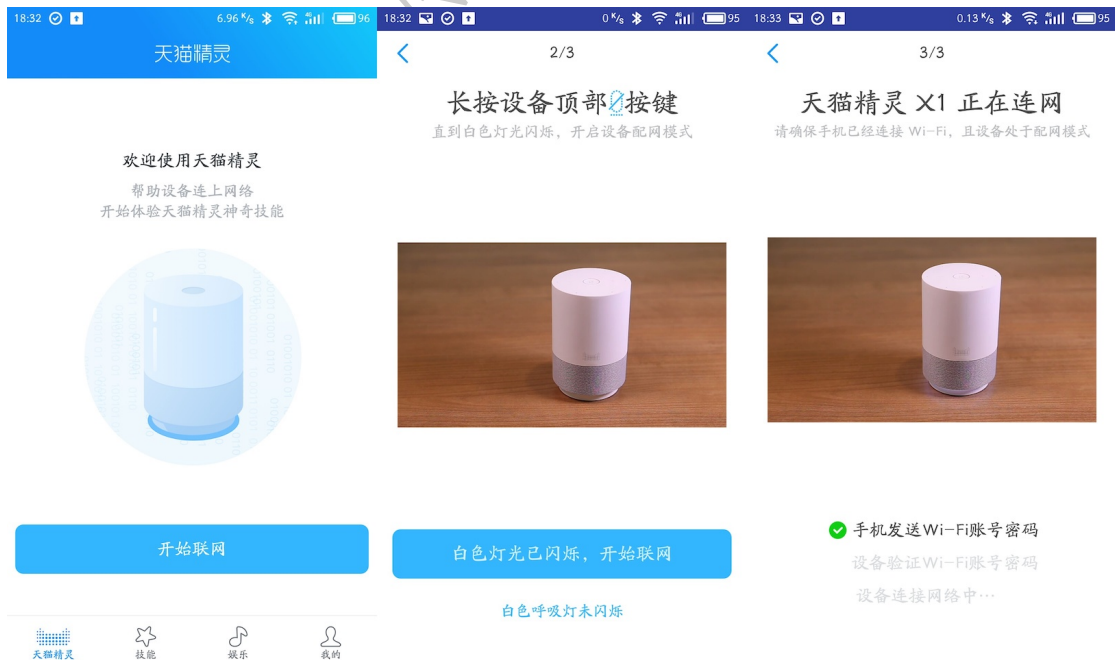 18:32
6.96 K/s
4G
96
天猫精灵
欢迎使用天猫精灵
帮助设备连上网络
开始体验天猫精灵神奇技能
开始联网
天猫精灵
技能
娱乐
我的
18:32
0 K/s
4G
95
2/3
长按设备顶部按键
直到白色灯光闪烁，开启设备配网模式
白色灯光已闪烁，开始联网
白色呼吸灯未闪烁
18:33
0.13 K/s
4G
95
3/3
天猫精灵 X1 正在连网
请确保手机已经连接 Wi-Fi，且设备处于配网模式
手机发送Wi-Fi账号密码
设备验证Wi-Fi账号密码
设备连接网络中···